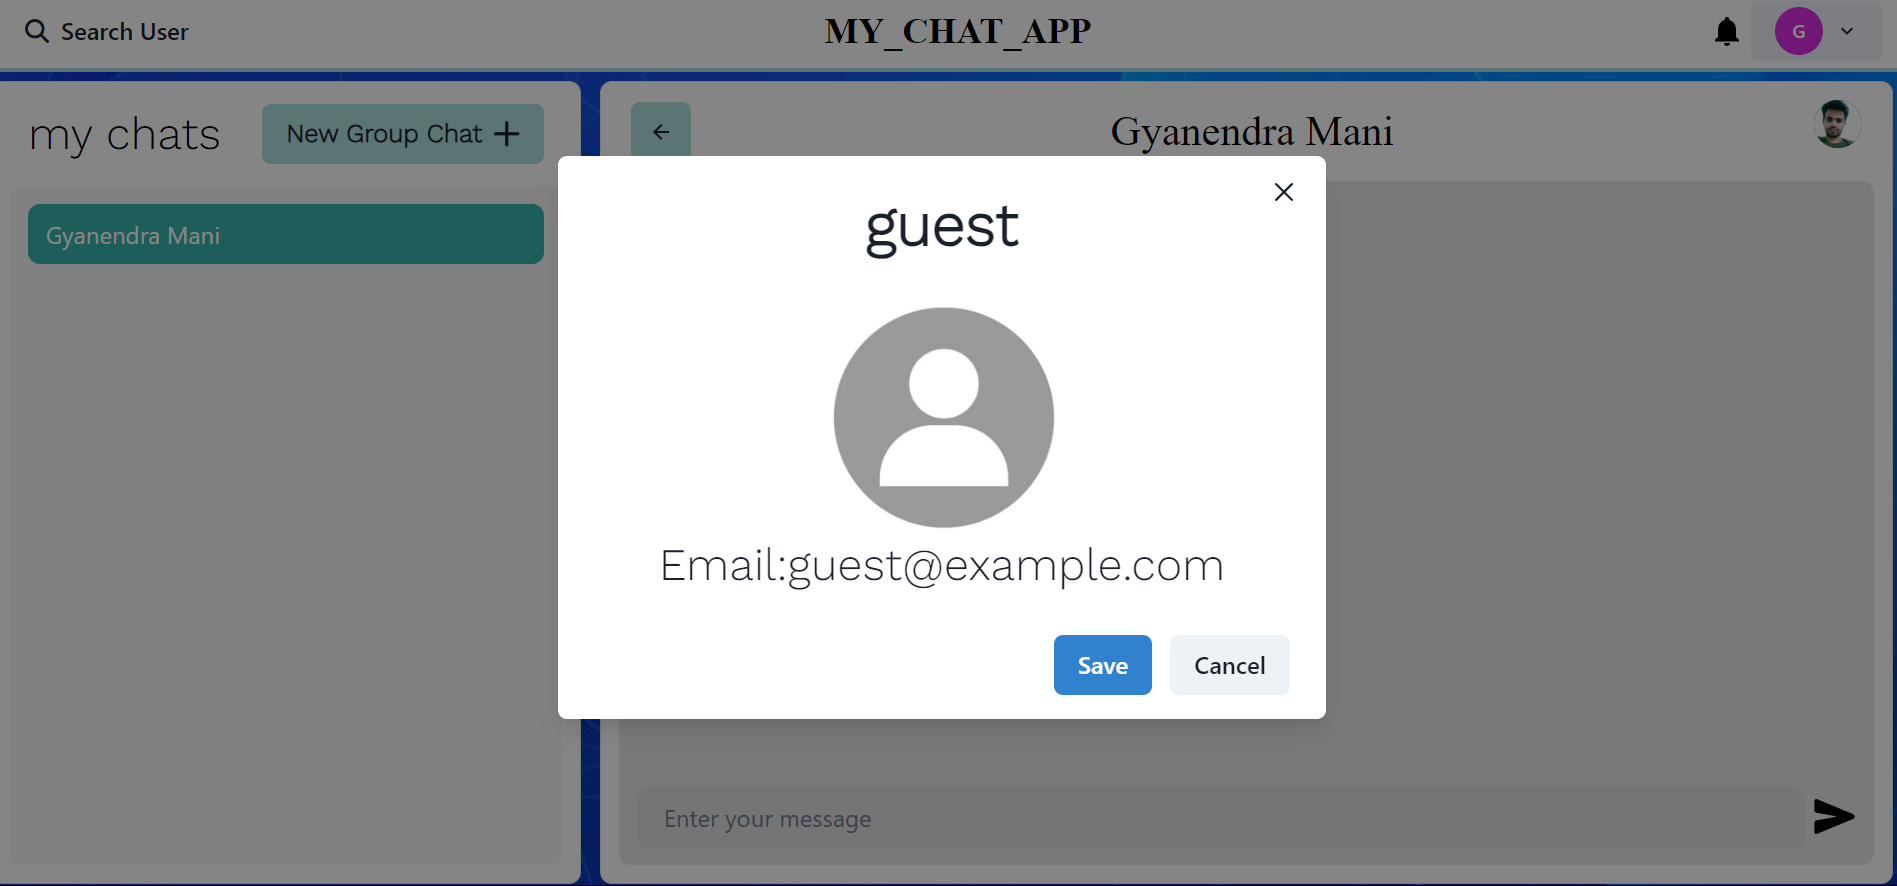 Search User
MY_CHAT_APP
G
my chats
New Group Chat
Gyanendra Mani
Gyanendra Mani
guest
Email:guest@example.com
Save
Cancel
Enter your message